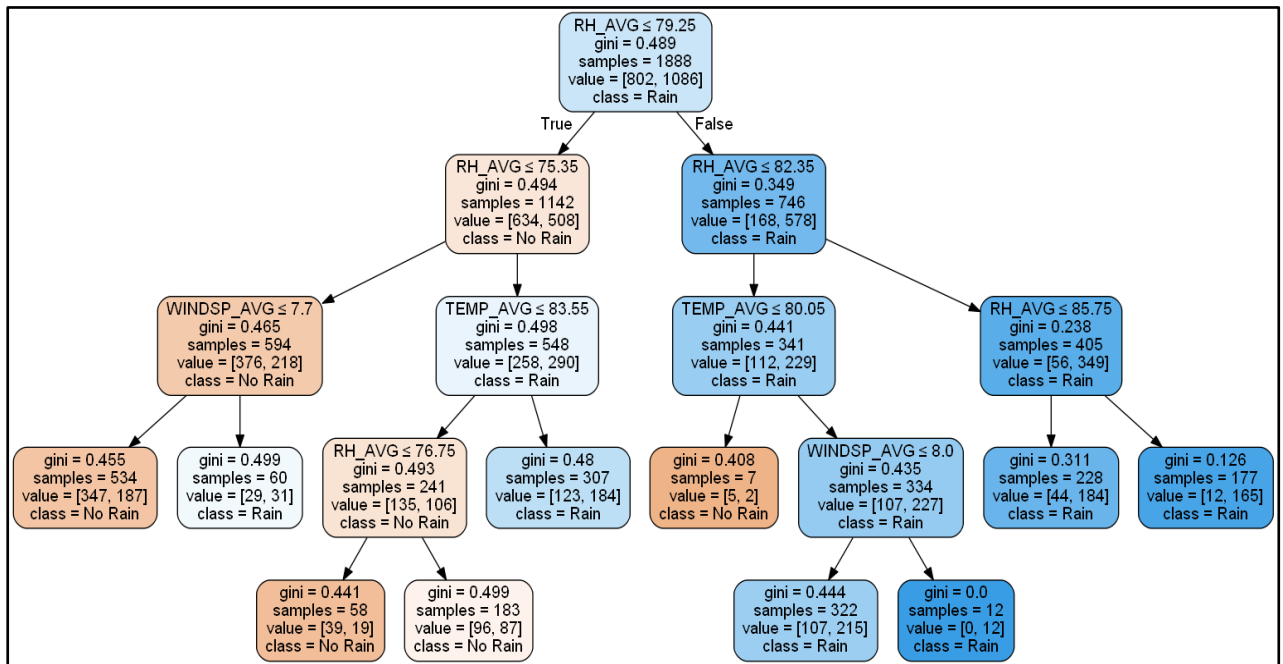 RH_AVG ≤ 79.25
gini = 0.489
samples = 1888
value = [802, 1086]
class = Rain
True
False
RH_AVG ≤ 75.35
gini = 0.494
samples = 1142
value = [634, 508]
class = No Rain
RH_AVG ≤ 82.35
gini = 0.349
samples = 746
value = [168, 578]
class = Rain
WINDSP_AVG ≤ 7.7
gini = 0.465
samples = 594
value = [376, 218]
class = No Rain
TEMP_AVG ≤ 83.55
gini = 0.498
samples = 548
value = [258, 290]
class = Rain
TEMP_AVG ≤ 80.05
gini = 0.441
samples = 341
value = [112, 229]
class = Rain
RH_AVG ≤ 85.75
gini = 0.238
samples = 405
value = [56, 349]
class = Rain
gini = 0.455
samples = 534
value = [347, 187]
class = No Rain
gini = 0.499
samples = 60
value = [29, 31]
class = Rain
RH_AVG ≤ 76.75
gini = 0.493
samples = 241
value = [135, 106]
class = No Rain
gini = 0.48
samples = 307
value = [123, 184]
class = Rain
gini = 0.408
samples = 7
value = [5, 2]
class = No Rain
WINDSP_AVG ≤ 8.0
gini = 0.435
samples = 334
value = [107, 227]
class = Rain
gini = 0.311
samples = 228
value = [44, 184]
class = Rain
gini = 0.126
samples = 177
value = [12, 165]
class = Rain
gini = 0.441
samples = 58
value = [39, 19]
class = No Rain
gini = 0.499
samples = 183
value = [96, 87]
class = No Rain
gini = 0.444
samples = 322
value = [107, 215]
class = Rain
gini = 0.0
samples = 12
value = [0, 12]
class = Rain